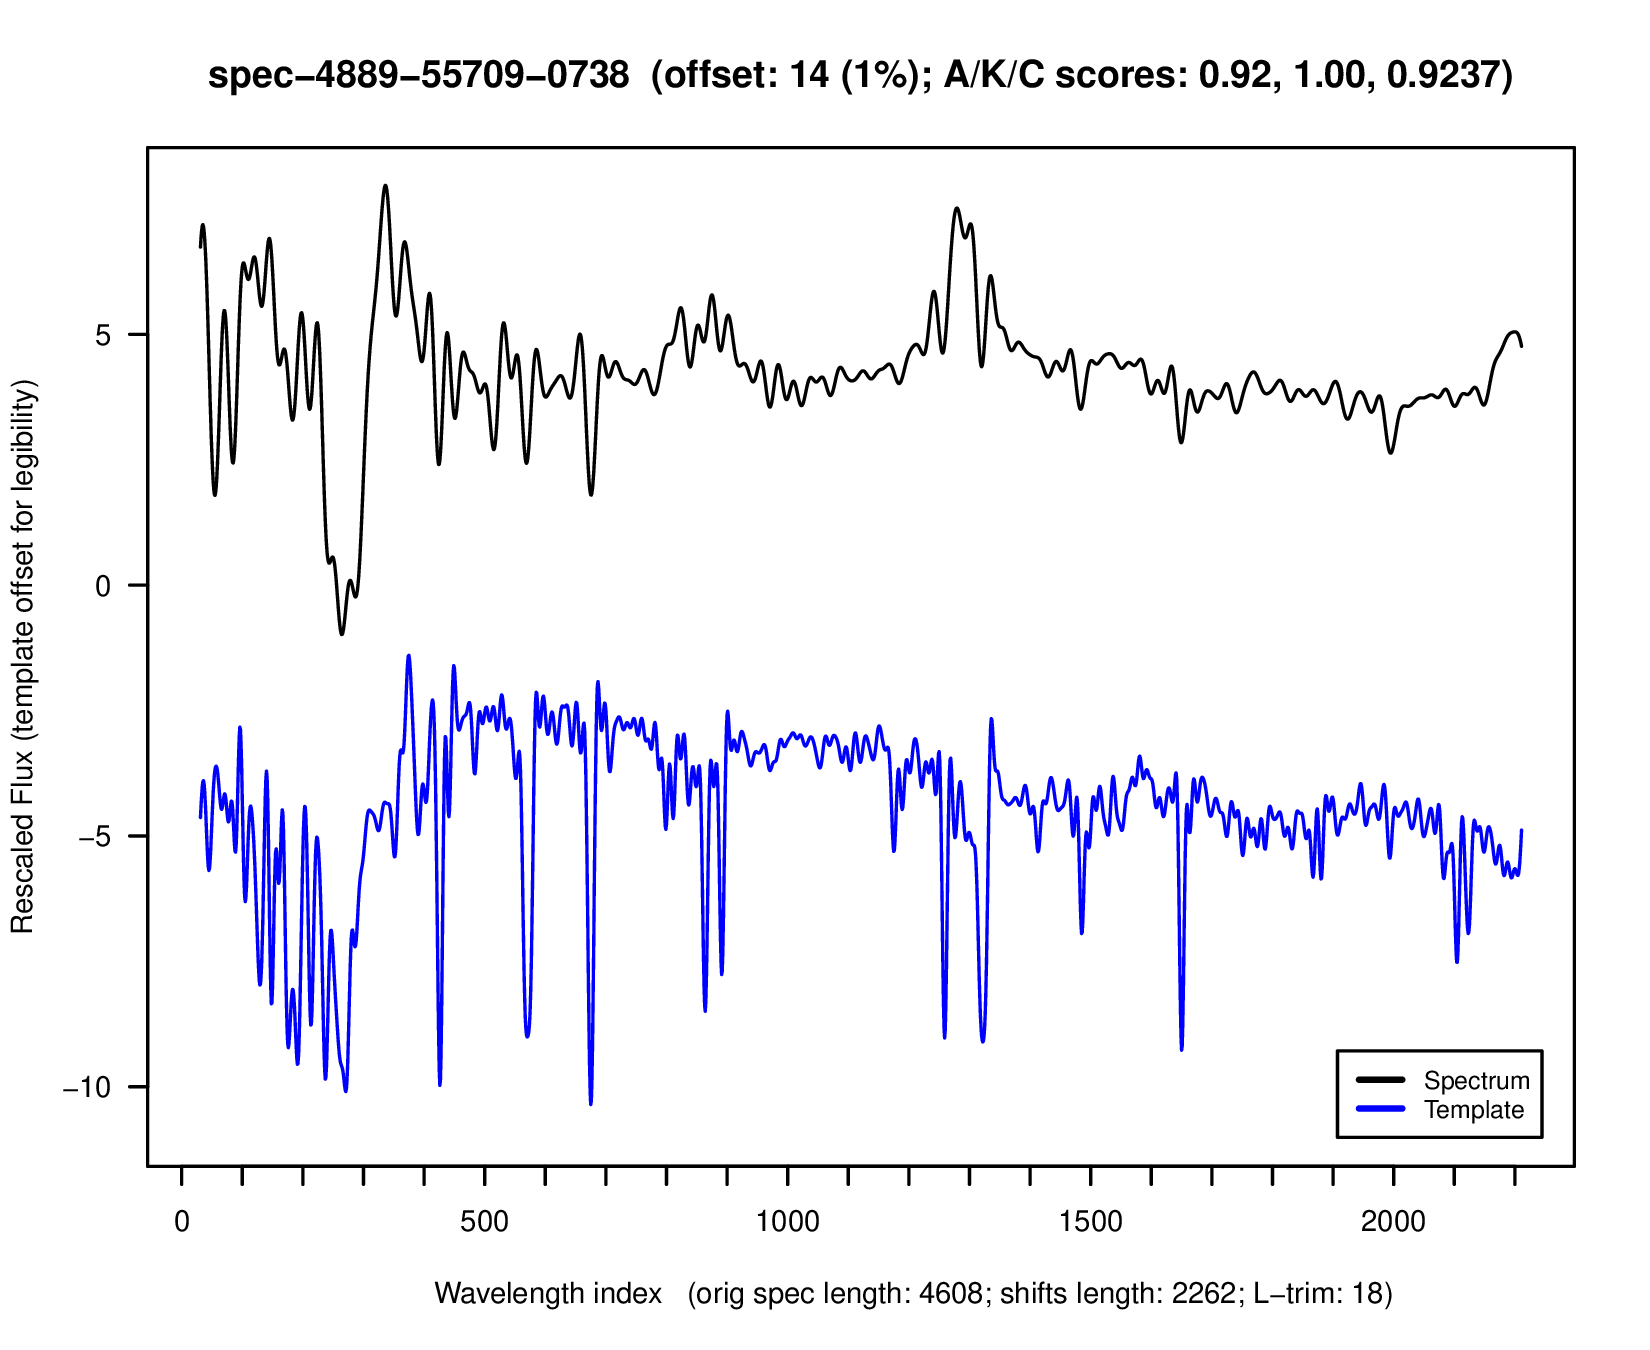 spec−4889−55709−0738  (offset: 14 (1%); A/K/C scores: 0.92, 1.00, 0.9237)
Rescaled Flux (template offset for legibility)
5
0
−5
−10
Spectrum
Template
0 500 1000 1500 2000
Wavelength index   (orig spec length: 4608; shifts length: 2262; L−trim: 18)